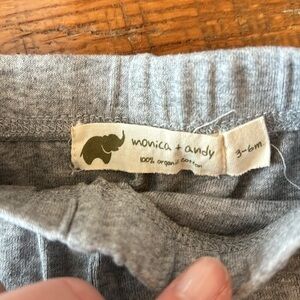 monica + andy
100% organic cotton
3-6m